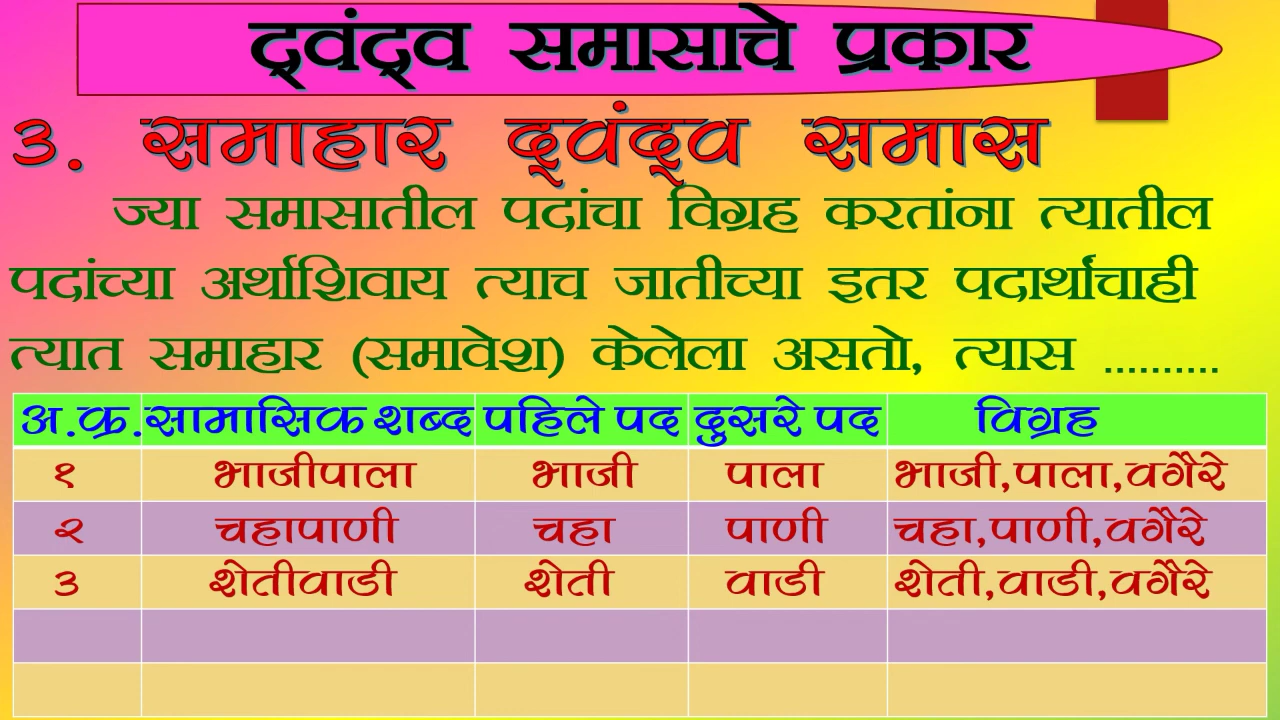 द्वंद्व समासाचे प्रकार
३. समाहार द्वंद्व समास
ज्या समासातील पदांचा विग्रह करतांना त्यातील
पदांच्या अर्थाशिवाय त्याच जातीच्या इतर पदार्थांचाही
त्यात समाहार (समावेश) केलेला असतो, त्यास ..........
अ.क्र. सामासिक शब्द पहिले पद दुसरे पद विग्रह
१ भाजीपाला भाजी पाला भाजी,पाला,वगैरे
२ चहापाणी चहा पाणी चहा,पाणी,वगैरे
३ शेतीवाडी शेती वाडी शेती,वाडी,वगैरे